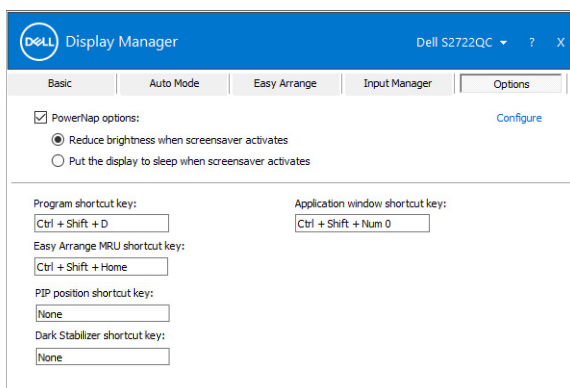 DELL Display Manager
Dell S2722QC ? X
Basic Auto Mode Easy Arrange Input Manager Options
PowerNap options: Configure
Reduce brightness when screensaver activates
Put the display to sleep when screensaver activates
Program shortcut key: Application window shortcut key:
Ctrl + Shift + D Ctrl + Shift + Num 0
Easy Arrange MRU shortcut key:
Ctrl + Shift + Home
PIP position shortcut key:
None
Dark Stabilizer shortcut key:
None